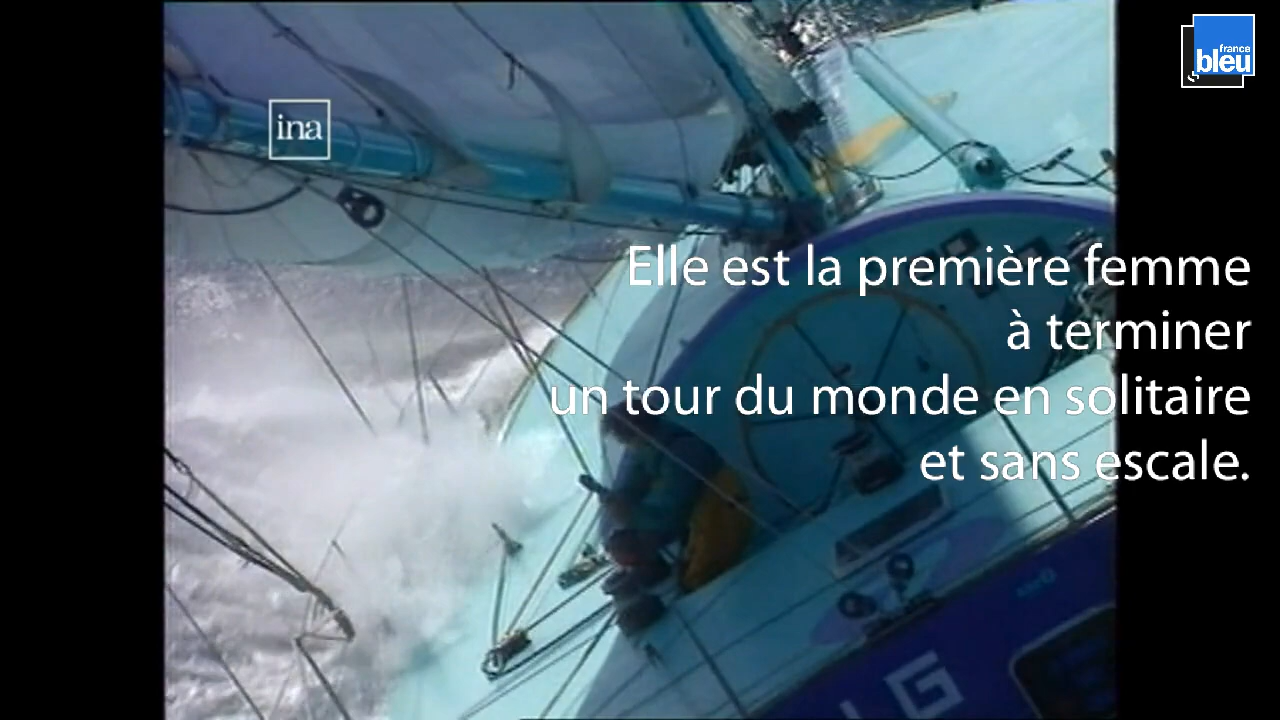 france
bleu
ina
Elle est la première femme
à terminer
un tour du monde en solitaire
et sans escale.
G